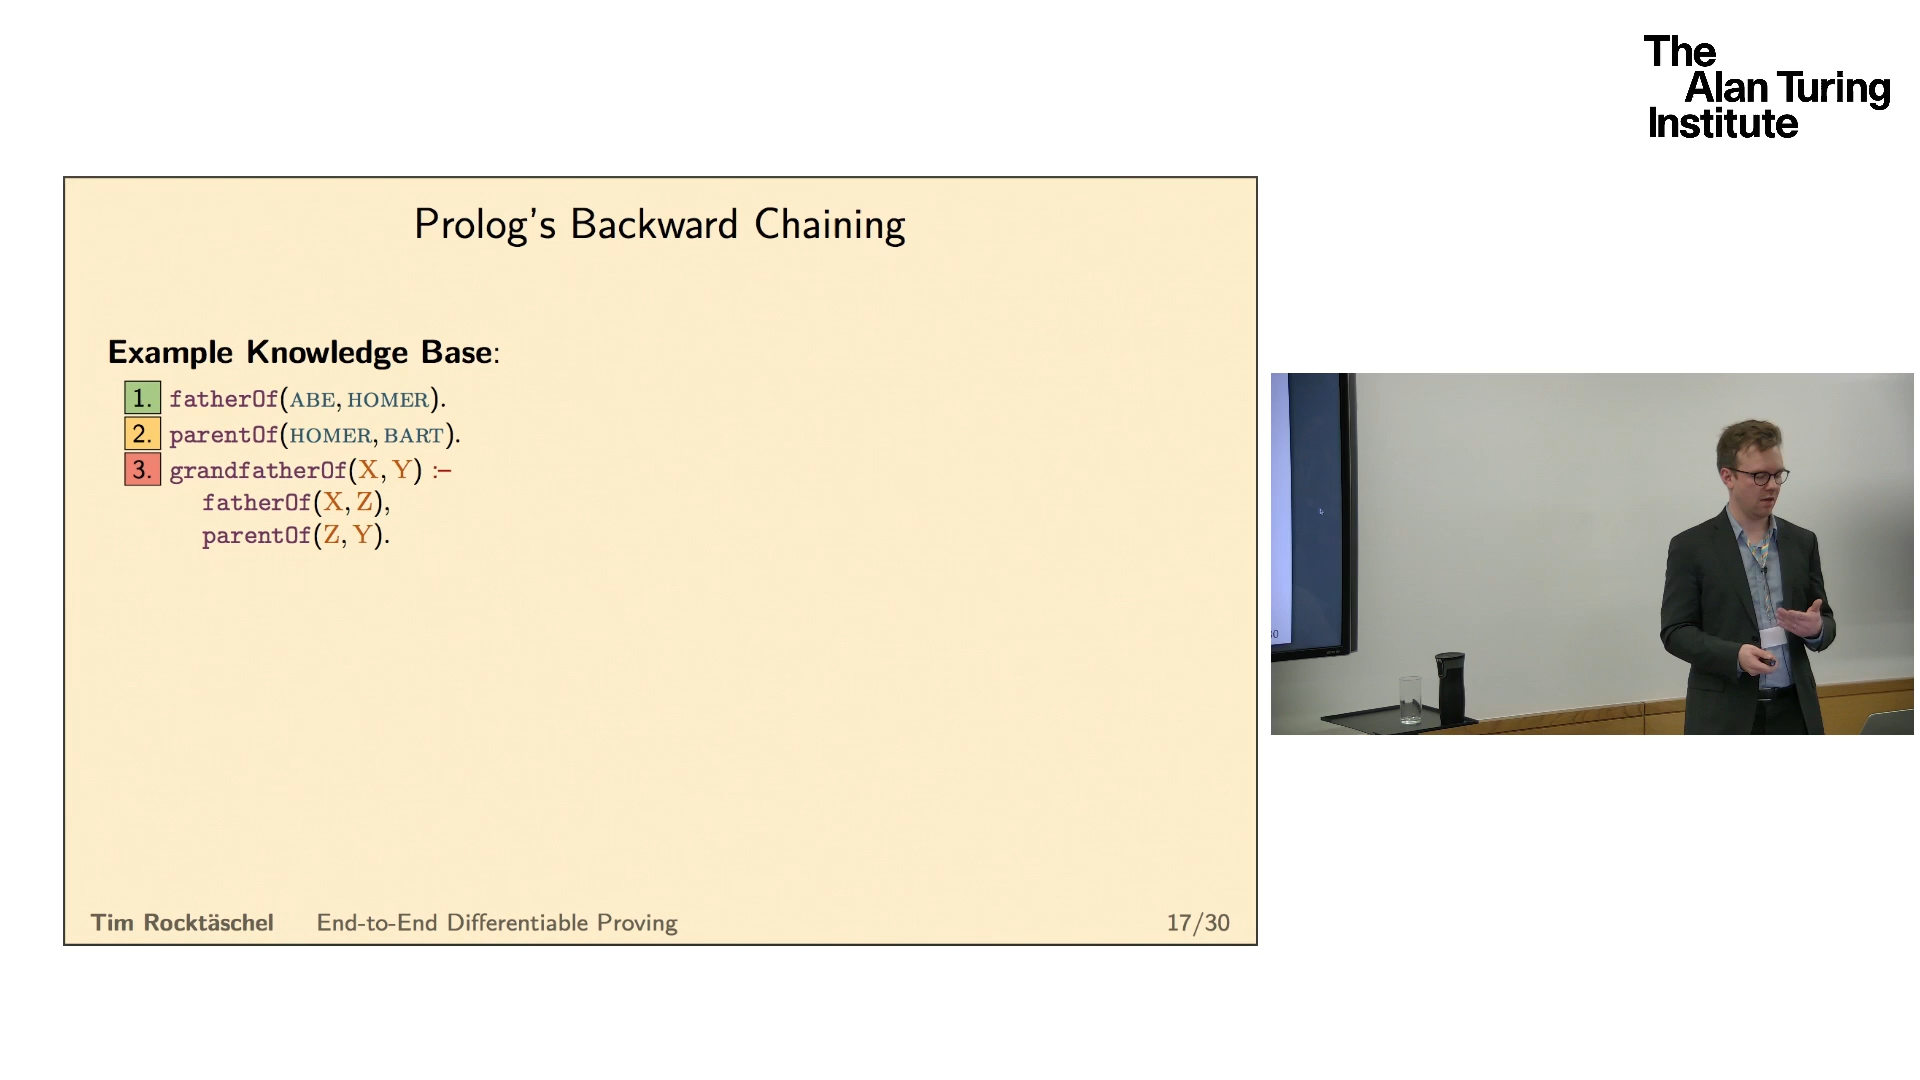 The
Alan Turing
Institute
Prolog's Backward Chaining
Example Knowledge Base:
1. fatherOf(ABE, HOMER).
2. parentOf(HOMER, BART).
3. grandfatherOf(X, Y) :–
fatherOf(X, Z),
parentOf(Z, Y).
Tim Rocktäschel End-to-End Differentiable Proving 17/30